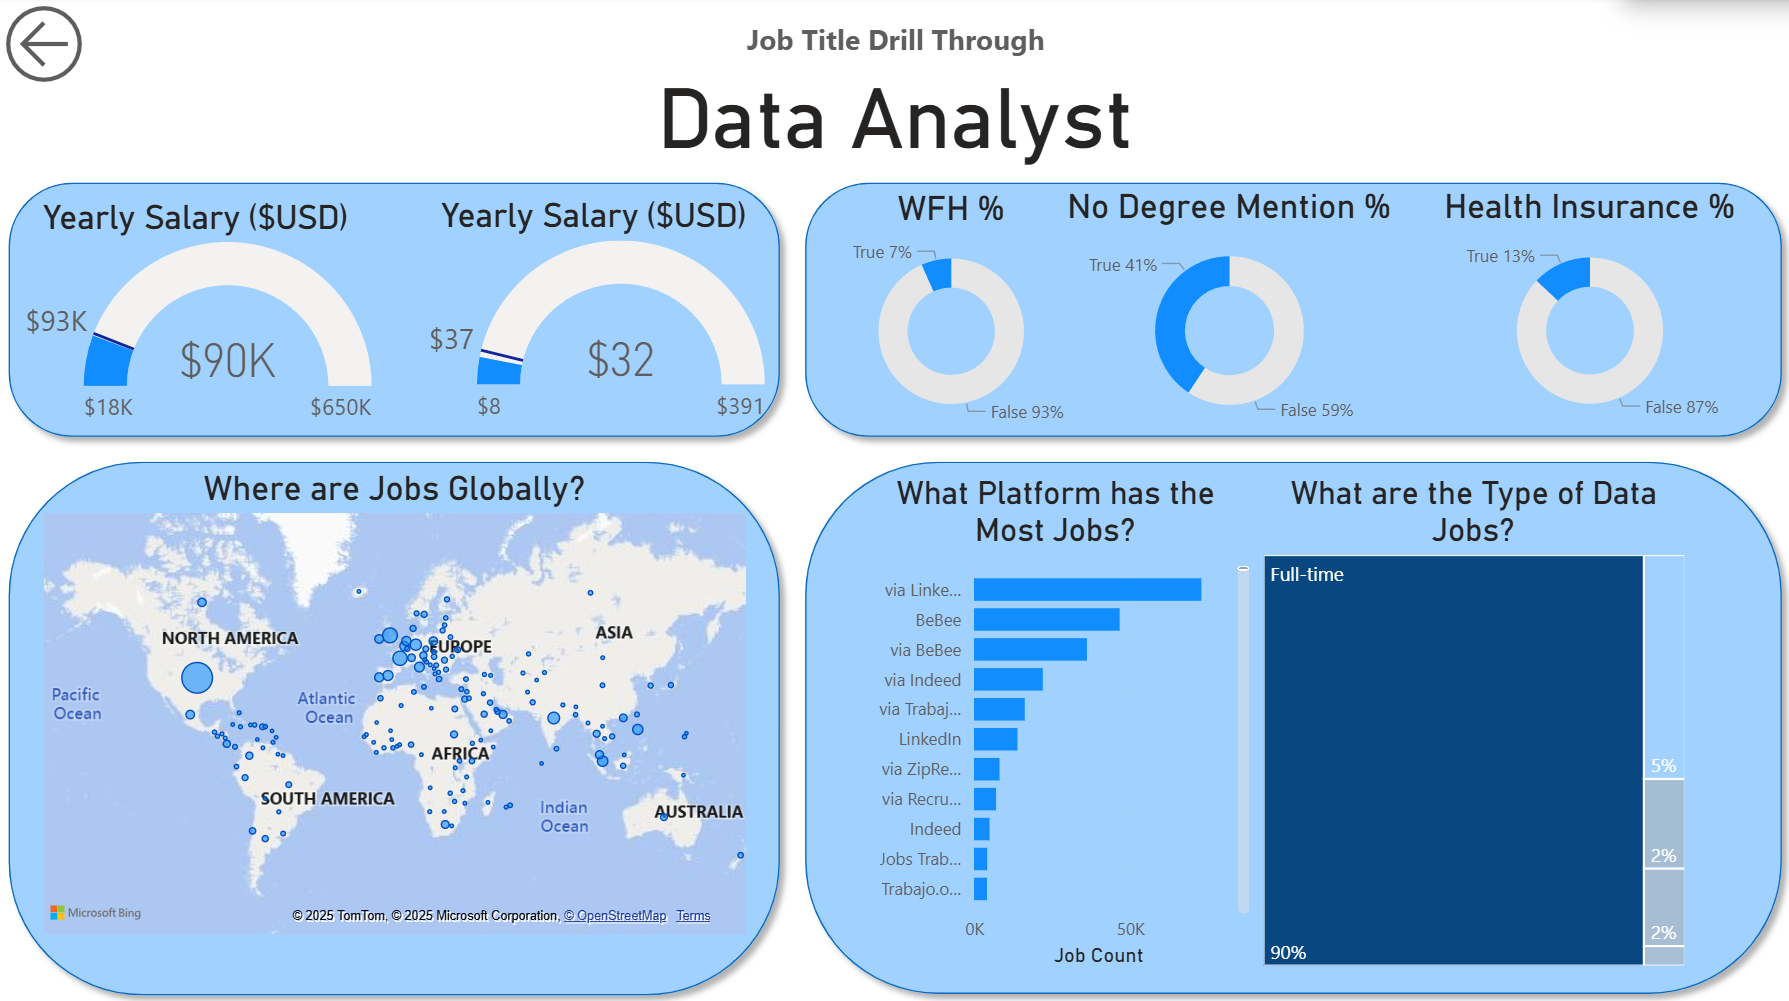 Job Title Drill Through
Data Analyst
Yearly Salary ($USD)
$93K
$90K
$18K
$650K
Yearly Salary ($USD)
$37
$32
$8
$391
WFH %
True 7%
False 93%
No Degree Mention %
True 41%
False 59%
Health Insurance %
True 13%
False 87%
Where are Jobs Globally?
NORTH AMERICA
EUROPE
ASIA
Pacific
Ocean
Atlantic
Ocean
AFRICA
SOUTH AMERICA
Indian
Ocean
AUSTRALIA
Microsoft Bing
© 2025 TomTom, © 2025 Microsoft Corporation, © OpenStreetMap Terms
What Platform has the
Most Jobs?
via Linke...
BeBee
via BeBee
via Indeed
via Trabaj...
LinkedIn
via ZipRe...
via Recru...
Indeed
Jobs Trab...
Trabajo.o...
0K
50K
Job Count
What are the Type of Data
Jobs?
Full-time
90%
5%
2%
2%